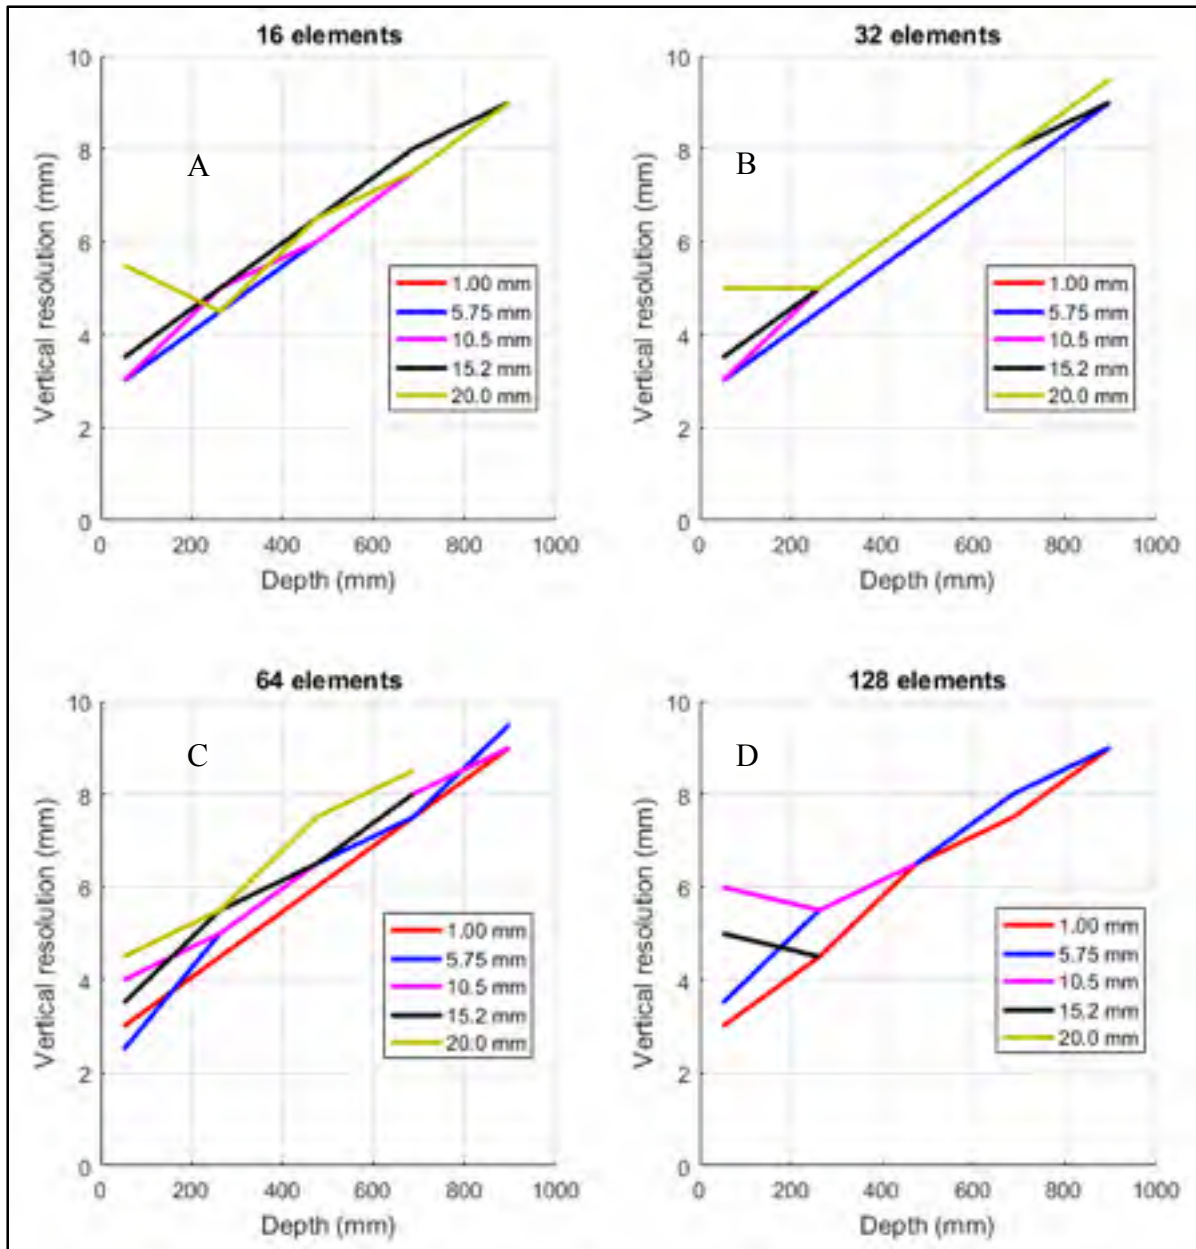 16 elements
10
8
6
4
2
0
Vertical resolution (mm)
A
1.00 mm
5.75 mm
10.5 mm
15.2 mm
20.0 mm
0 200 400 600 800 1000
Depth (mm)
32 elements
10
8
6
4
2
0
Vertical resolution (mm)
B
1.00 mm
5.75 mm
10.5 mm
15.2 mm
20.0 mm
0 200 400 600 800 1000
Depth (mm)
64 elements
10
8
6
4
2
0
Vertical resolution (mm)
C
1.00 mm
5.75 mm
10.5 mm
15.2 mm
20.0 mm
0 200 400 600 800 1000
Depth (mm)
128 elements
10
8
6
4
2
0
Vertical resolution (mm)
D
1.00 mm
5.75 mm
10.5 mm
15.2 mm
20.0 mm
0 200 400 600 800 1000
Depth (mm)